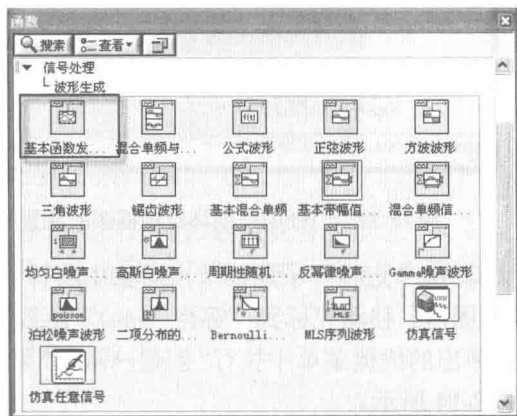 函数
搜索 查看
信号处理
波形生成
基本函数发... 混合单频与... 公式波形 正弦波形 方波波形
三角波形 锯齿波形 基本混合单频 基本带幅值... 混合单频信...
均匀白噪声... 高斯白噪声... 周期性随机... 反幂律噪声... Gamma噪声波形
泊松噪声波形 二项分布的... Bernoulli... MLS序列波形 仿真信号
仿真任意信号